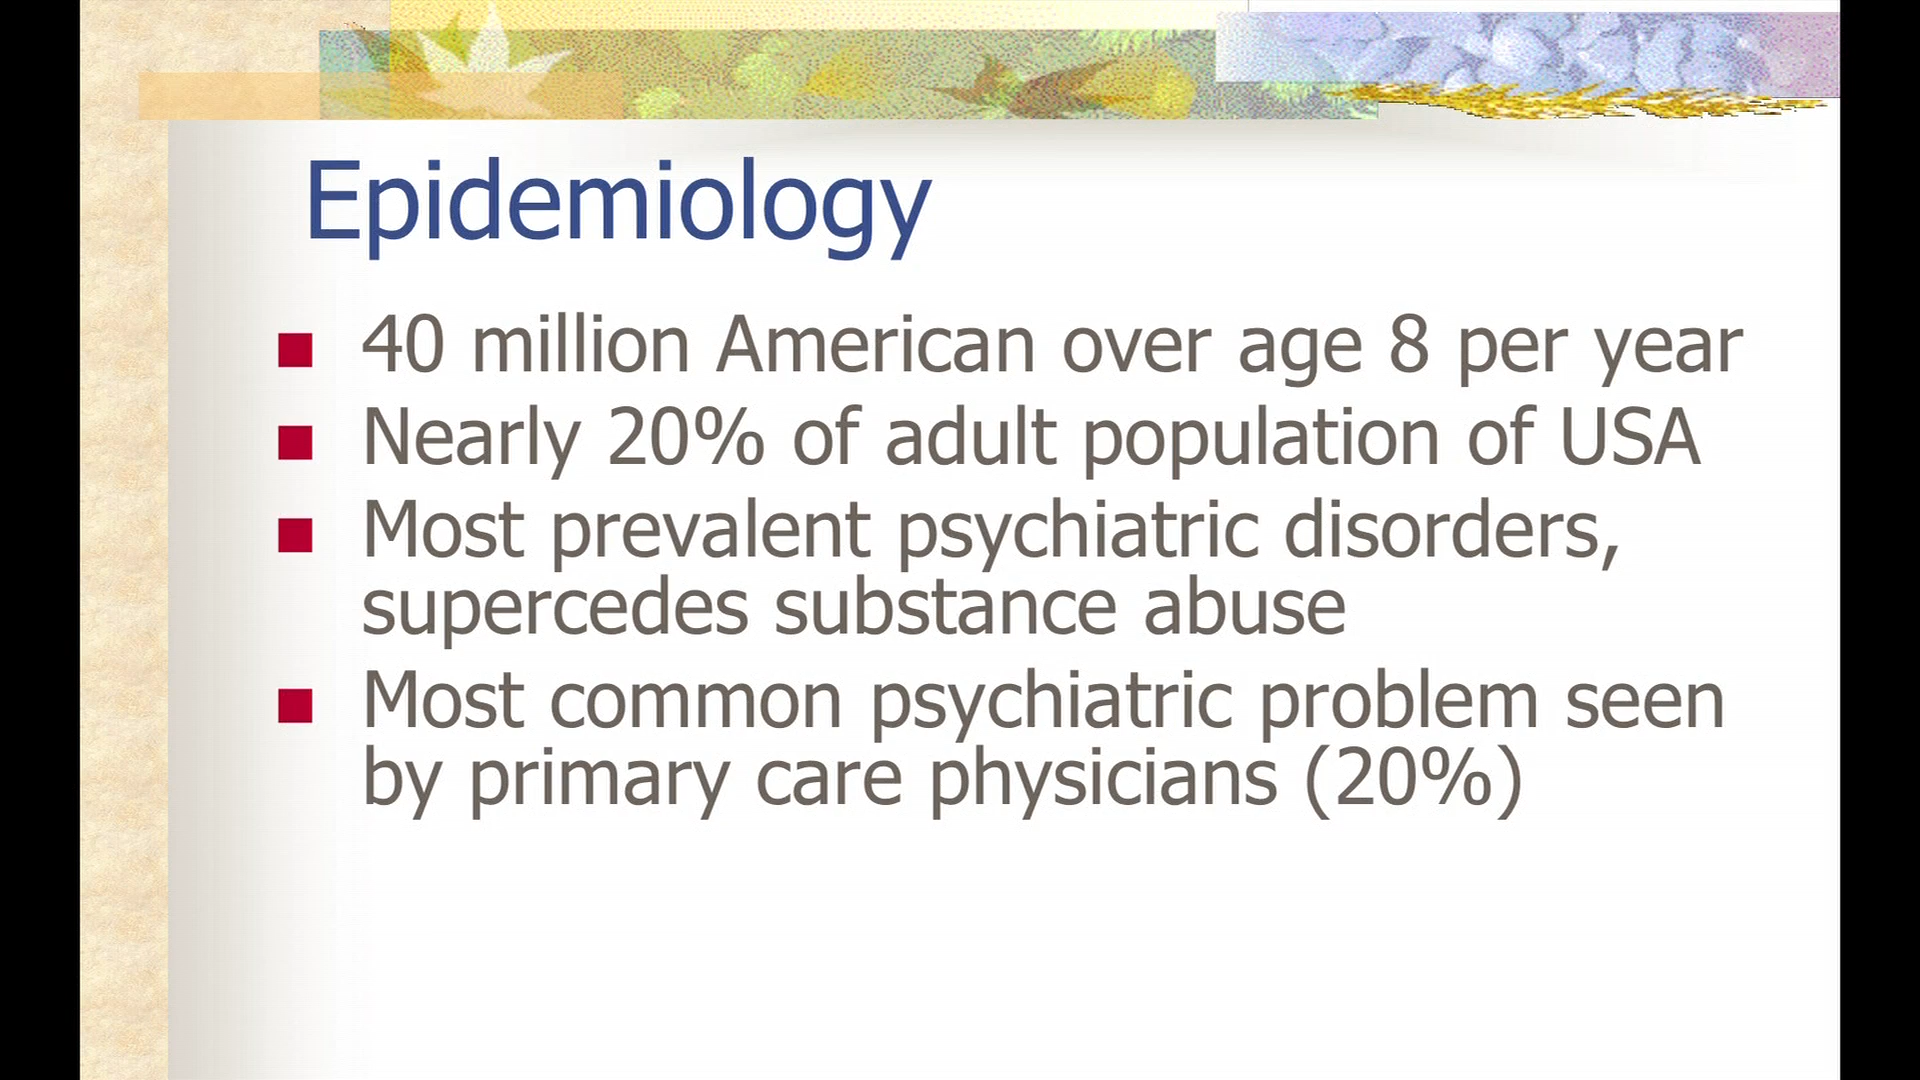 Epidemiology
40 million American over age 8 per year
Nearly 20% of adult population of USA
Most prevalent psychiatric disorders,
supercedes substance abuse
Most common psychiatric problem seen
by primary care physicians (20%)